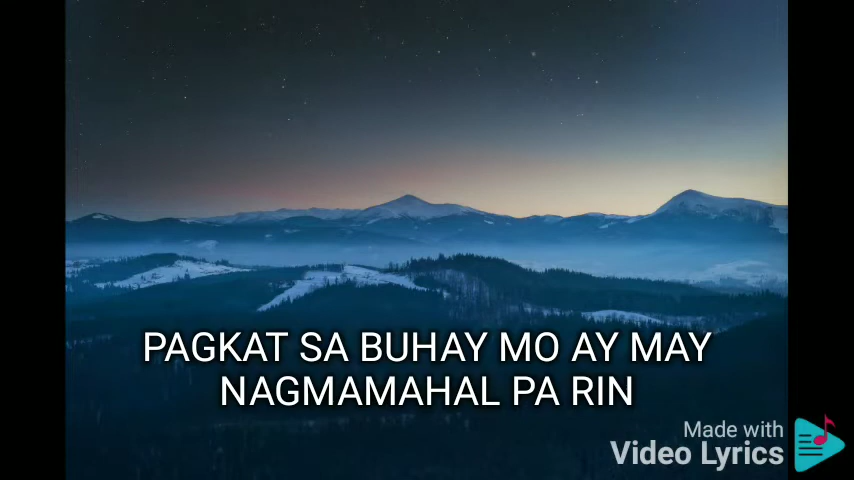 PAGKAT SA BUHAY MO AY MAY
NAGMAMAHAL PA RIN
Made with
Video Lyrics